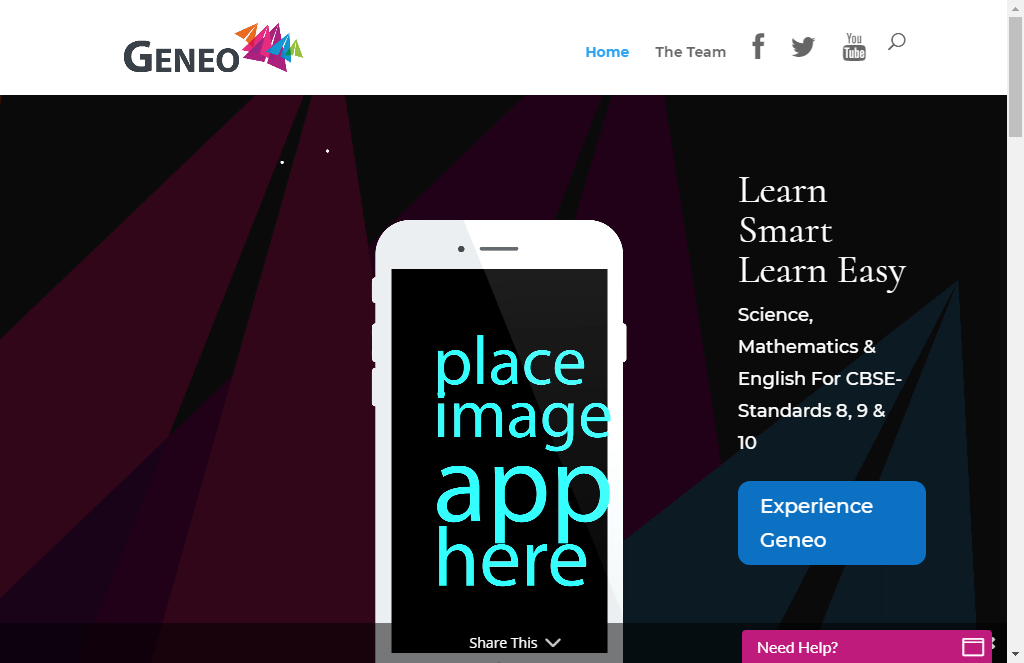 GENEO
Home
The Team
You
Tube
Learn
Smart
Learn Easy
Science,
Mathematics &
English For CBSE-
Standards 8, 9 &
10
Experience
Geneo
place
image
app
here
Share This
Need Help?